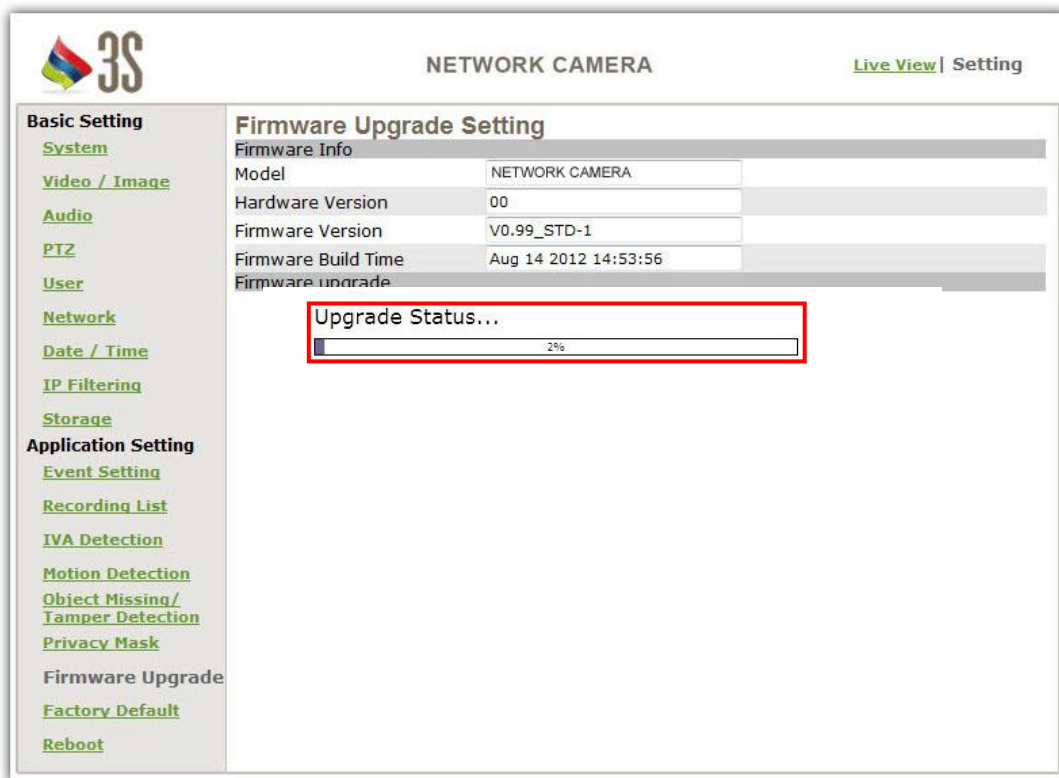 3S
NETWORK CAMERA
Live View | Setting
Basic Setting
System
Video / Image
Audio
PTZ
User
Network
Date / Time
IP Filtering
Storage
Application Setting
Event Setting
Recording List
IVA Detection
Motion Detection
Object Missing/
Tamper Detection
Privacy Mask
Firmware Upgrade
Factory Default
Reboot
Firmware Upgrade Setting
Firmware Info
Model NETWORK CAMERA
Hardware Version 00
Firmware Version V0.99_STD-1
Firmware Build Time Aug 14 2012 14:53:56
Firmware upgrade
Upgrade Status...
2%